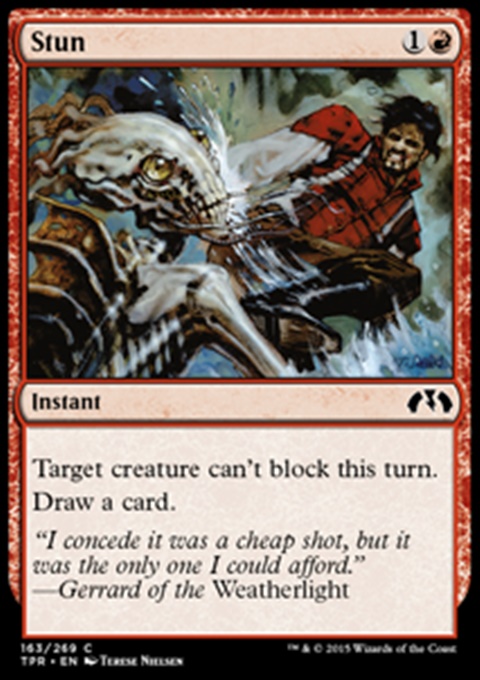 Stun 1
Instant
Target creature can't block this turn.
Draw a card.
“I concede it was a cheap shot, but it
was the only one I could afford.”
—Gerrard of the Weatherlight
163/269 C
TPR • EN Terese Nielsen
™ & © 2015 Wizards of the Coast